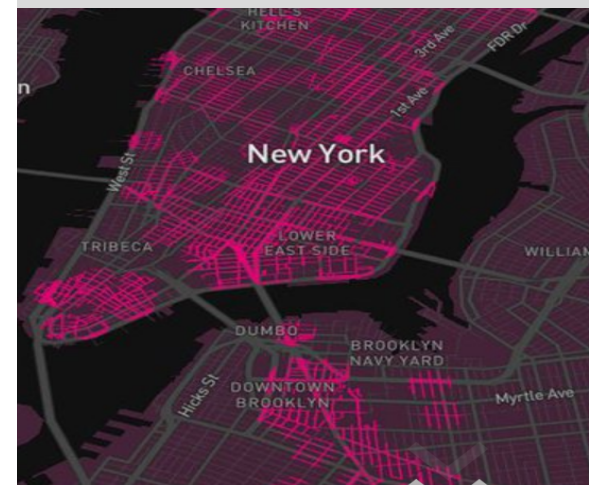 HELL'S
KITCHEN
3rd Ave
FDR Dr
CHELSEA
n
1st Ave
New York
West St
LOWER
EAST SIDE
TRIBECA
WILLIAM
DUMBO
BROOKLYN
NAVY YARD
DOWNTOWN
BROOKLYN
Hicks St
Myrtle Ave